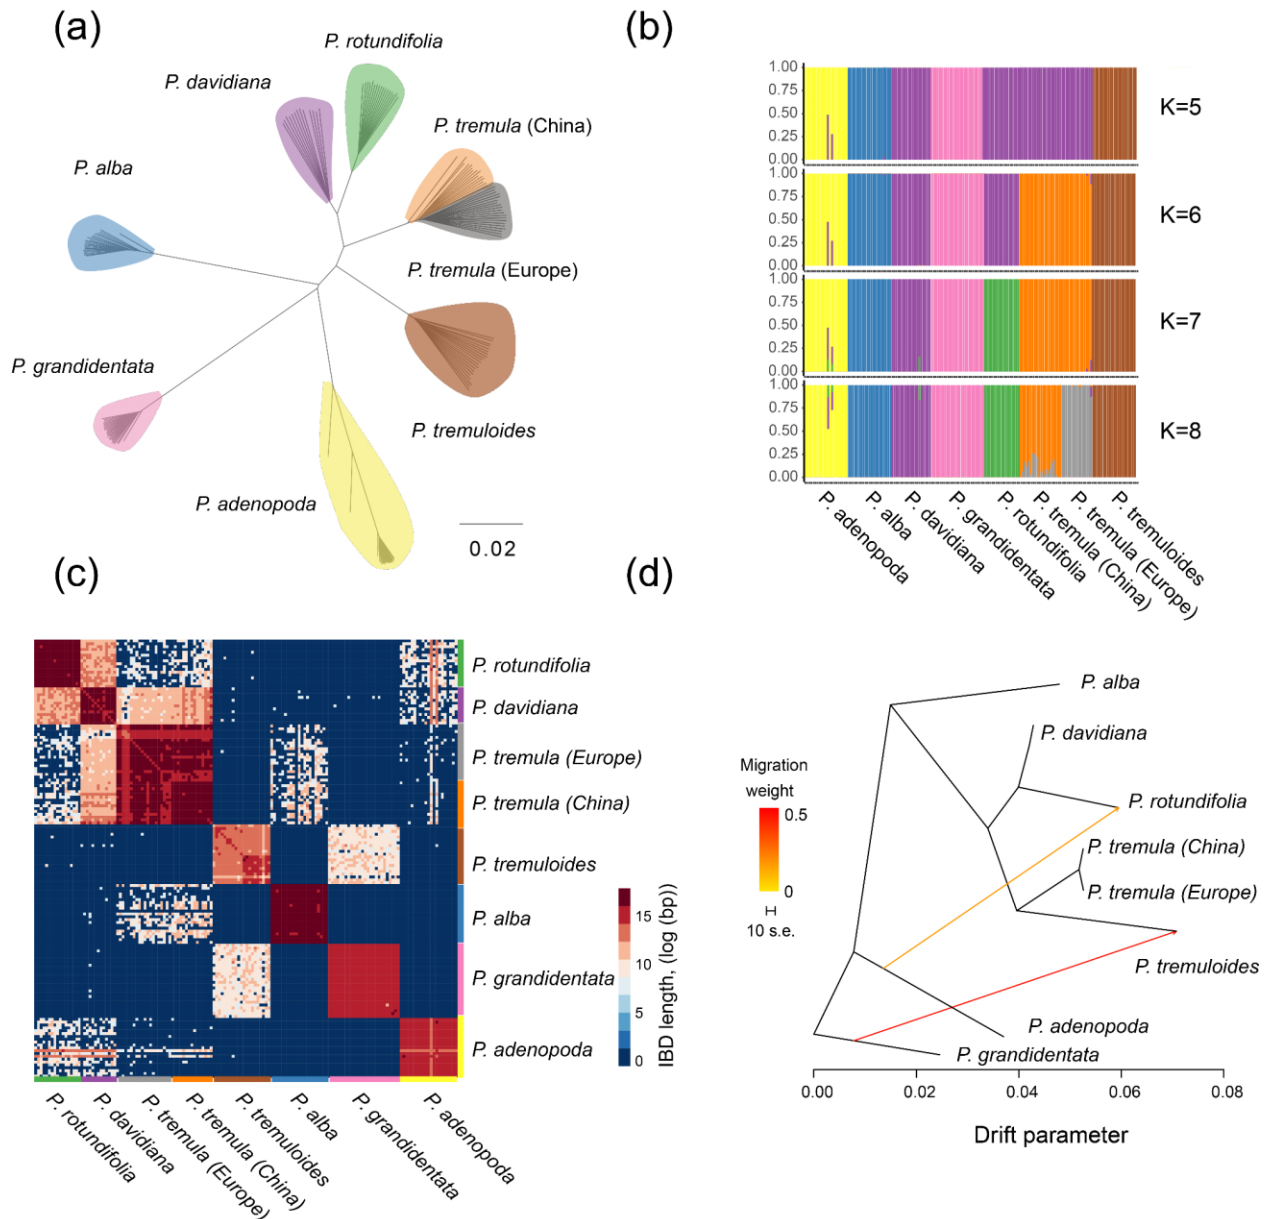 (a)
P. rotundifolia
P. davidiana
P. tremula (China)
P. alba
P. tremula (Europe)
P. grandidentata
P. tremuloides
P. adenopoda
0.02
(b)
1.00
0.75
0.50
0.25
0.00
K=5
1.00
0.75
0.50
0.25
0.00
K=6
1.00
0.75
0.50
0.25
0.00
K=7
1.00
0.75
0.50
0.25
0.00
K=8
P. adenopoda
P. alba
P. davidiana
P. grandidentata
P. rotundifolia
P. tremula (China)
P. tremula (Europe)
P. tremuloides
(c)
P. rotundifolia
P. davidiana
P. tremula (Europe)
P. tremula (China)
P. tremuloides
P. alba
P. grandidentata
P. adenopoda
15
10
5
0
IBD length, (log (bp))
P. rotundifolia
P. davidiana
P. tremula (Europe)
P. tremula (China)
P. tremuloides
P. alba
P. grandidentata
P. adenopoda
(d)
P. alba
P. davidiana
Migration
weight
0.5
0
10 s.e.
P. rotundifolia
P. tremula (China)
P. tremula (Europe)
P. tremuloides
P. adenopoda
P. grandidentata
0.00
0.02
0.04
0.06
0.08
Drift parameter